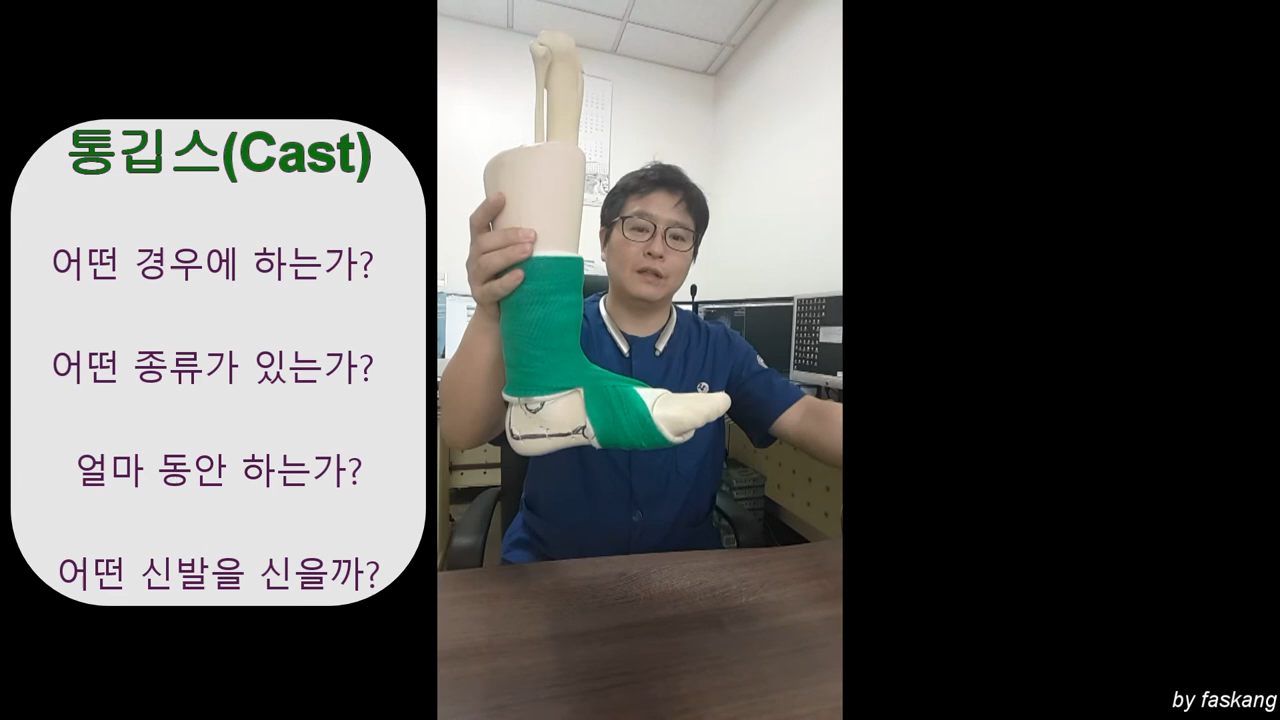 통깁스(Cast)
어떤 경우에 하는가?
어떤 종류가 있는가?
얼마 동안 하는가?
어떤 신발을 신을까?
by faskang